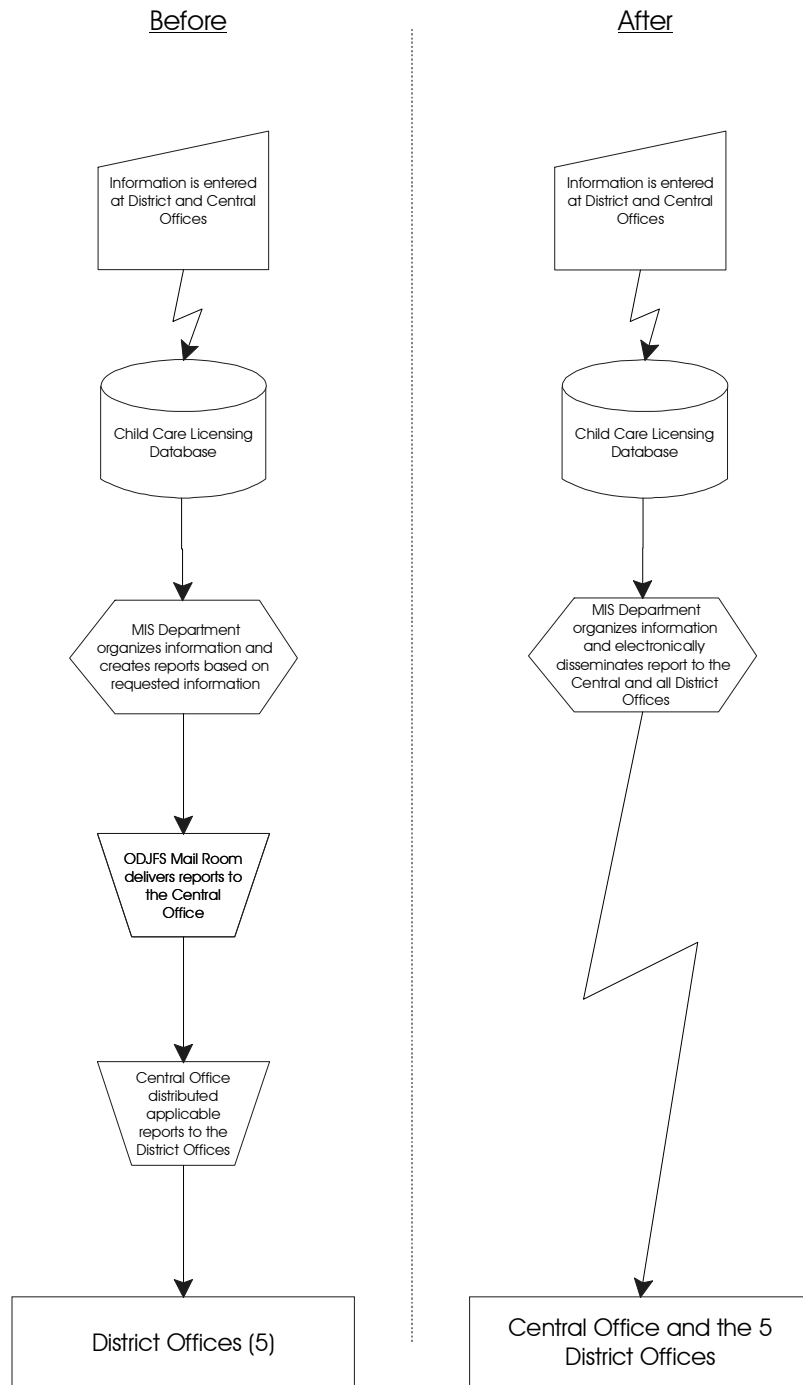 Before
Information is entered
at District and Central
Offices
Child Care Licensing
Database
MIS Department
organizes information and
creates reports based on
requested information
ODJFS Mail Room
delivers reports to
the Central
Office
Central Office
distributed
applicable
reports to the
District Offices
District Offices (5)
After
Information is entered
at District and Central
Offices
Child Care Licensing
Database
MIS Department
organizes information
and electronically
disseminates report to the
Central and all District
Offices
Central Office and the 5
District Offices